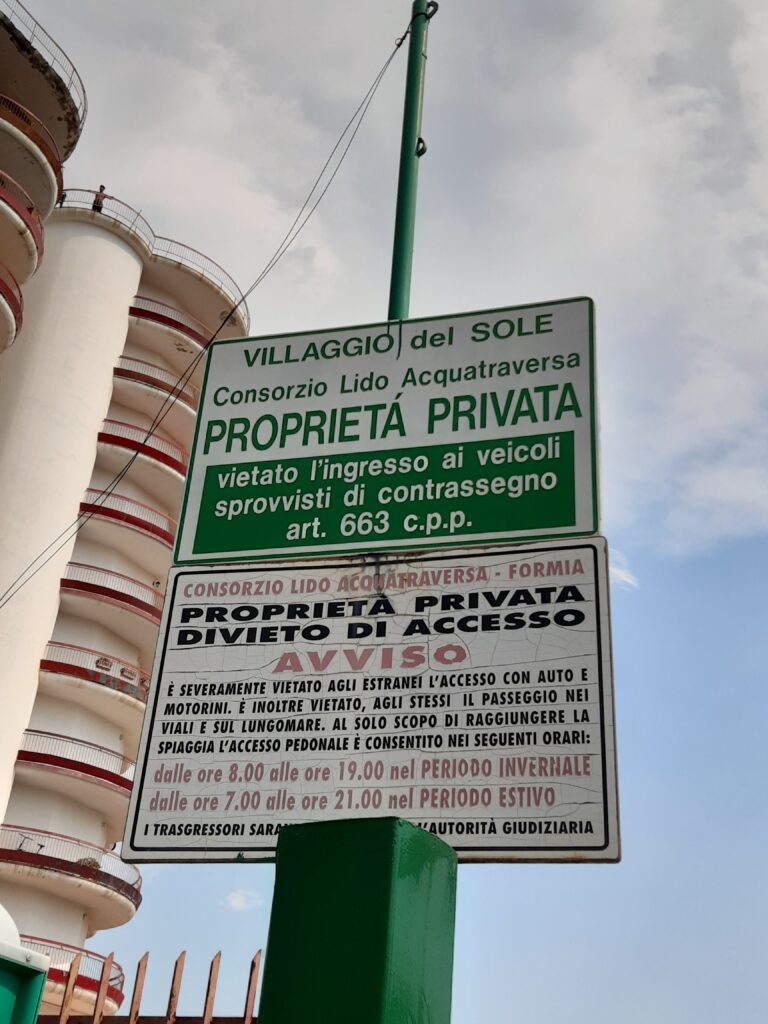 VILLAGGIO del SOLE
Consorzio Lido Acquatraversa
PROPRIETÁ PRIVATA
vietato l'ingresso ai veicoli
sprovvisti di contrassegno
art. 663 c.p.p.
CONSORZIO LIDO ACQUATRAVERSA - FORMIA
PROPRIETÀ PRIVATA
DIVIETO DI ACCESSO
AVVISO
È SEVERAMENTE VIETATO AGLI ESTRANEI L'ACCESSO CON AUTO E
MOTORINI. È INOLTRE VIETATO, AGLI STESSI IL PASSEGGIO NEI
VIALI E SUL LUNGOMARE. AL SOLO SCOPO DI RAGGIUNGERE LA
SPIAGGIA L'ACCESSO PEDONALE È CONSENTITO NEI SEGUENTI ORARI:
dalle ore 8.00 alle ore 19.00 nel PERIODO INVERNALE
dalle ore 7.00 alle ore 21.00 nel PERIODO ESTIVO
I TRASGRESSORI L'AUTORITÀ GIUDIZIARIA